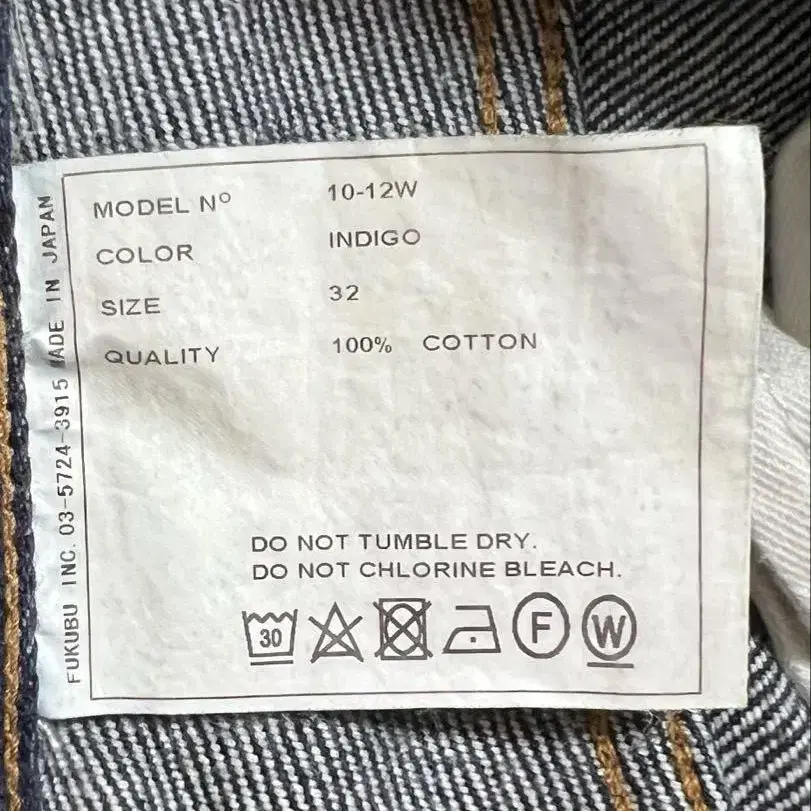 MODEL Nº 10-12W
COLOR INDIGO
SIZE 32
QUALITY 100% COTTON
DO NOT TUMBLE DRY.
DO NOT CHLORINE BLEACH.
30 F W
FUKUBU INC. 03-5724-3915 MADE IN JAPAN